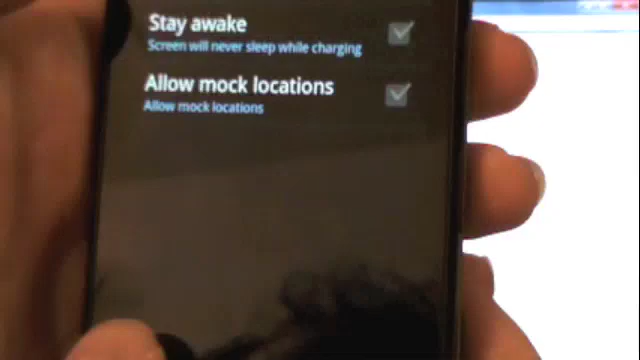 Stay awake
Screen will never sleep while charging
Allow mock locations
Allow mock locations